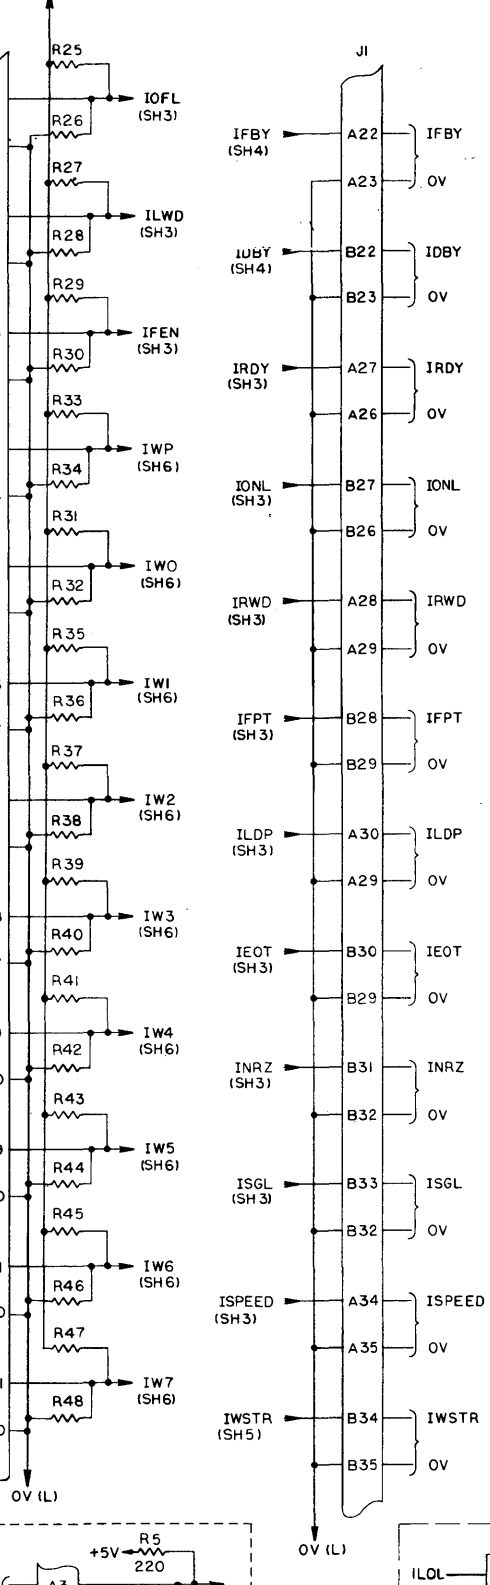 R25
IOFL
(SH3)
R26
R27
ILWD
(SH3)
R28
R29
IFEN
(SH3)
R30
R33
IWP
(SH6)
R34
R31
IWO
(SH6)
R32
R35
IW1
(SH6)
R36
R37
IW2
(SH6)
R38
R39
IW3
(SH6)
R40
R41
IW4
(SH6)
R42
R43
IW5
(SH6)
R44
R45
IW6
(SH6)
R46
R47
IW7
(SH6)
R48
OV (L)
J1
IFBY A22 IFBY
(SH4)
A23 OV
IDBY B22 IDBY
(SH4)
B23 OV
IRDY A27 IRDY
(SH3)
A26 OV
IONL B27 IONL
(SH3)
B26 OV
IRWD A28 IRWD
(SH3)
A29 OV
IFPT B28 IFPT
(SH3)
B29 OV
ILDP A30 ILDP
(SH3)
A29 OV
IEOT B30 IEOT
(SH3)
B29 OV
INRZ B31 INRZ
(SH3)
B32 OV
ISGL B33 ISGL
(SH3)
B32 OV
ISPEED A34 ISPEED
(SH3)
A35 OV
IWSTR B34 IWSTR
(SH5)
B35 OV
OV (L)
R5
+5V
220
ILOL